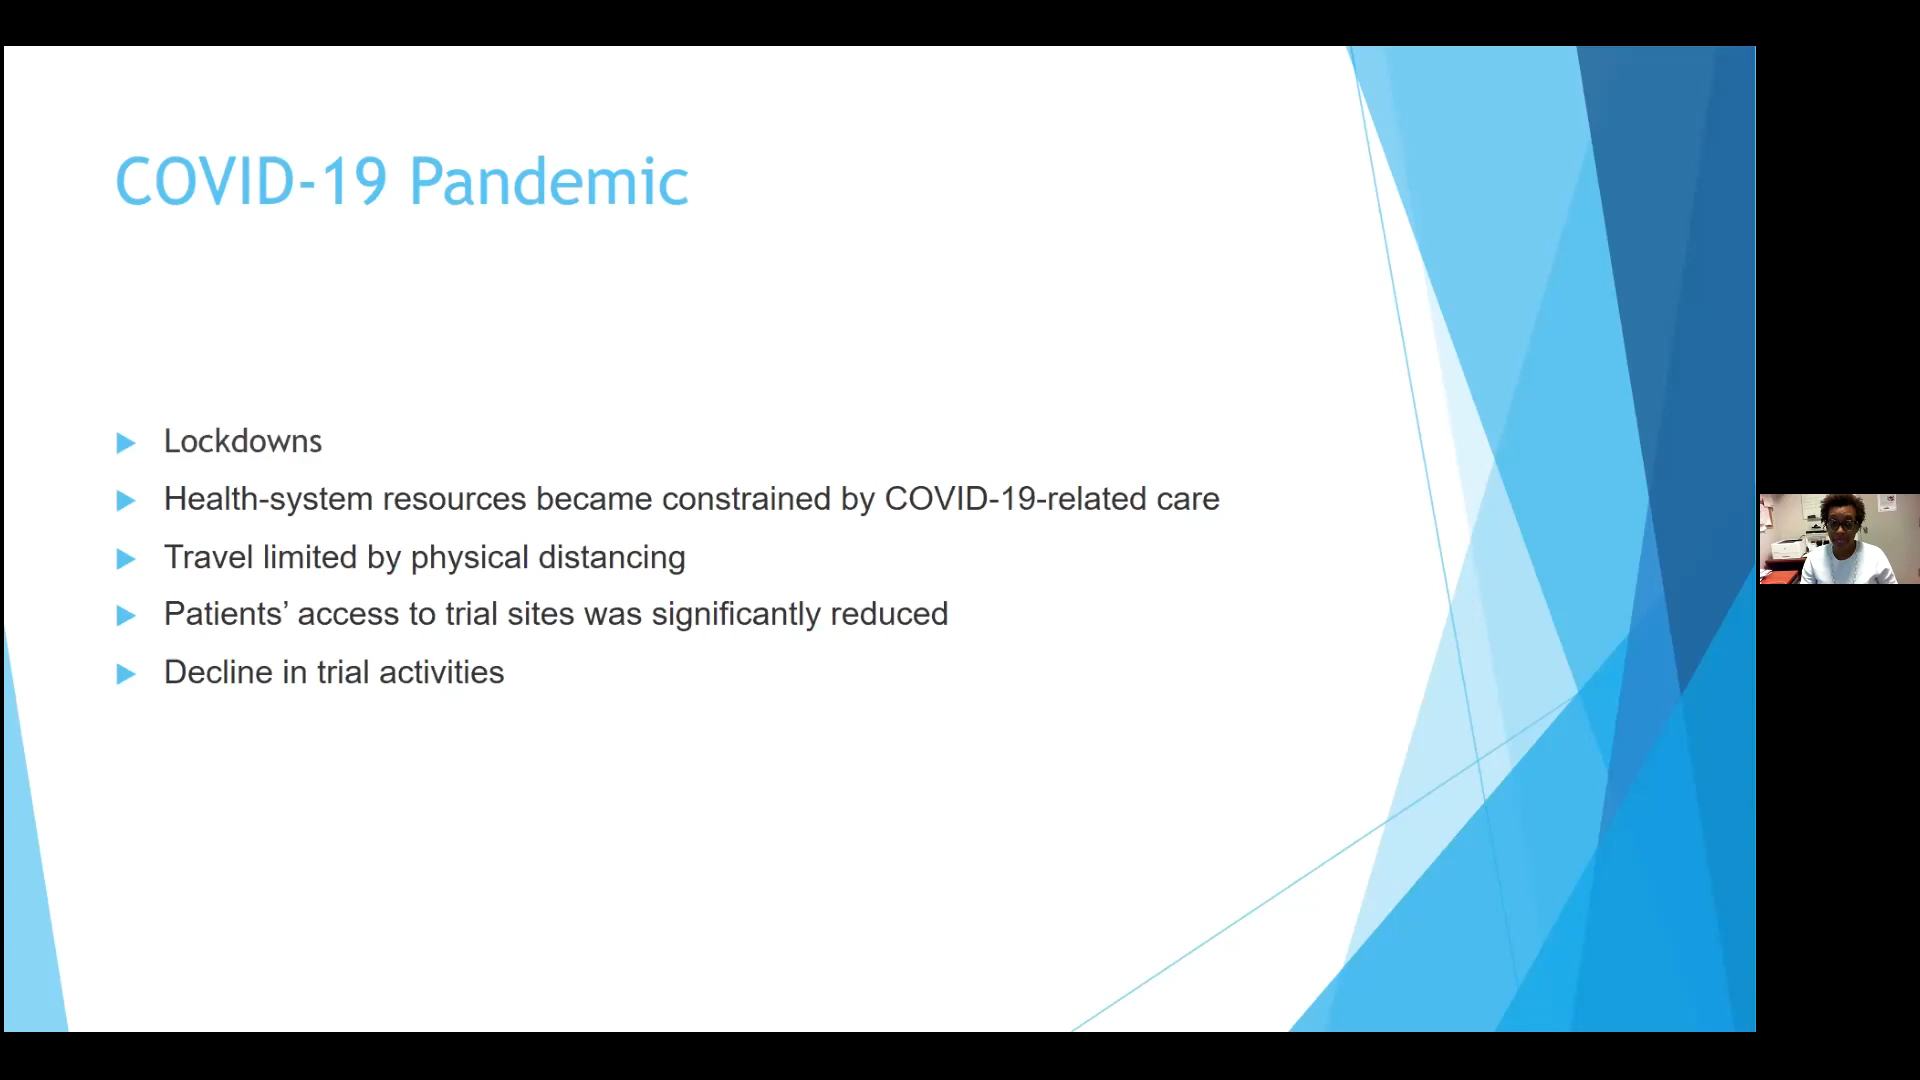 COVID-19 Pandemic
Lockdowns
Health-system resources became constrained by COVID-19-related care
Travel limited by physical distancing
Patients’ access to trial sites was significantly reduced
Decline in trial activities